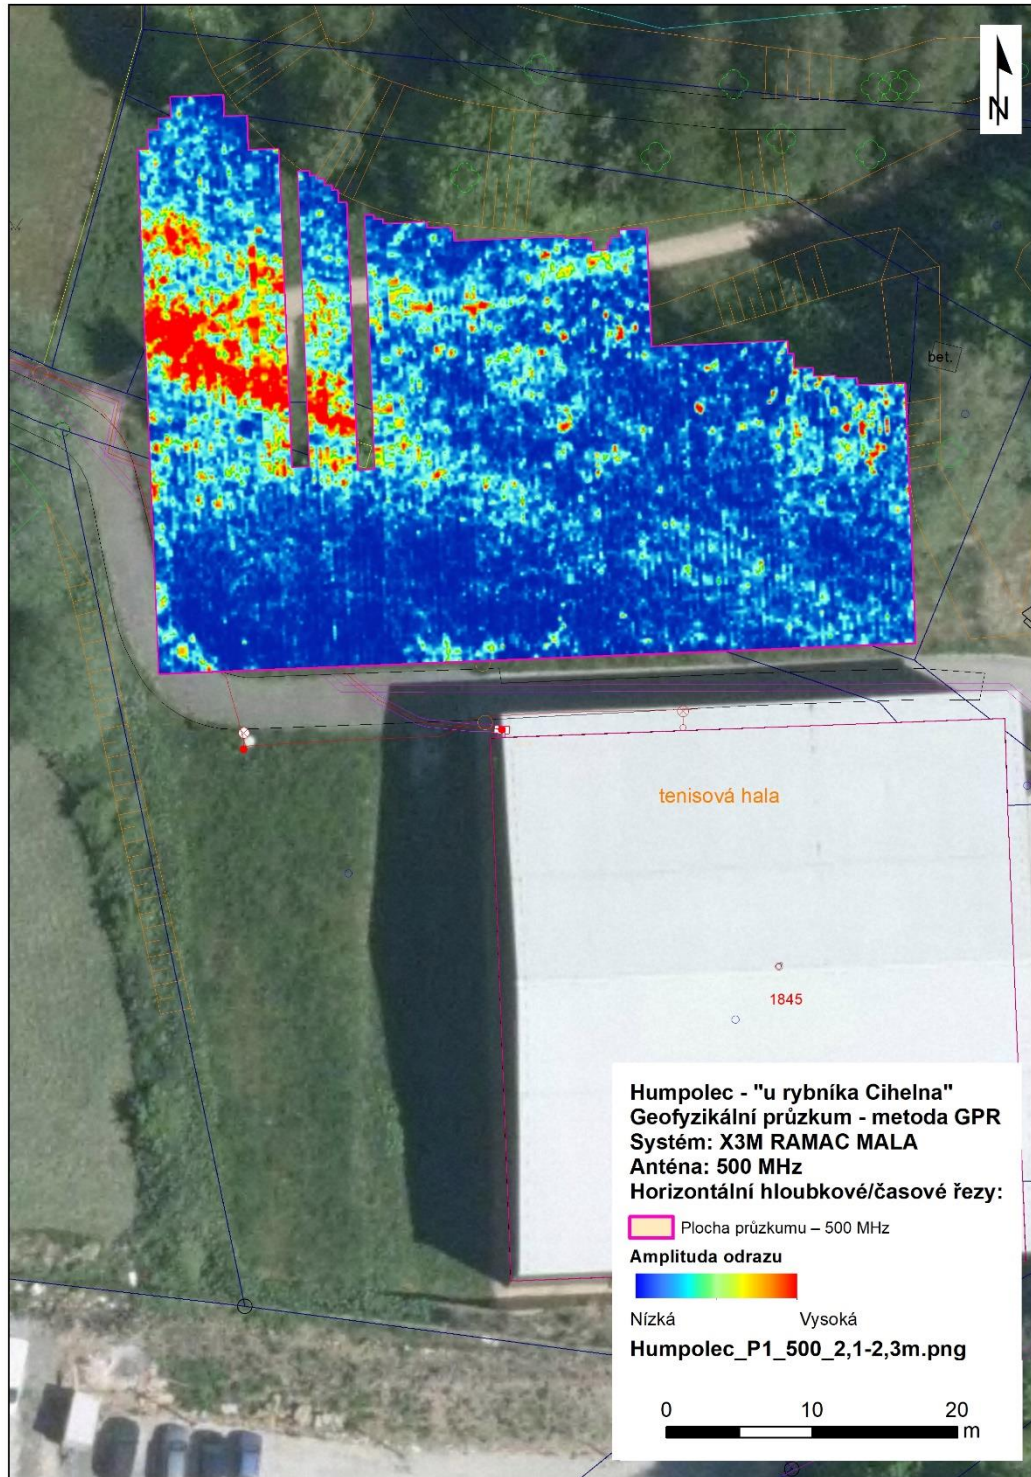 N
bet.
tenisová hala
1845
Humpolec - "u rybníka Cihelna"
Geofyzikální průzkum - metoda GPR
Systém: X3M RAMAC MALA
Anténa: 500 MHz
Horizontální hloubkové/časové řezy:
Plocha průzkumu – 500 MHz
Amplituda odrazu
Nízká Vysoká
Humpolec_P1_500_2,1-2,3m.png
0 10 20
m